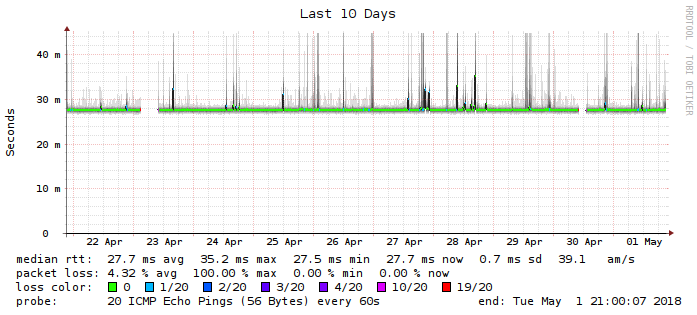 Last 10 Days
RRDTOOL / TOBI OETIKER
Seconds
40 m
30 m
20 m
10 m
0
22 Apr 23 Apr 24 Apr 25 Apr 26 Apr 27 Apr 28 Apr 29 Apr 30 Apr 01 May
median rtt: 27.7 ms avg 35.2 ms max 27.5 ms min 27.7 ms now 0.7 ms sd 39.1 am/s
packet loss: 4.32 % avg 100.00 % max 0.00 % min 0.00 % now
loss color: 0 1/20 2/20 3/20 4/20 10/20 19/20
probe: 20 ICMP Echo Pings (56 Bytes) every 60s end: Tue May 1 21:00:07 2018